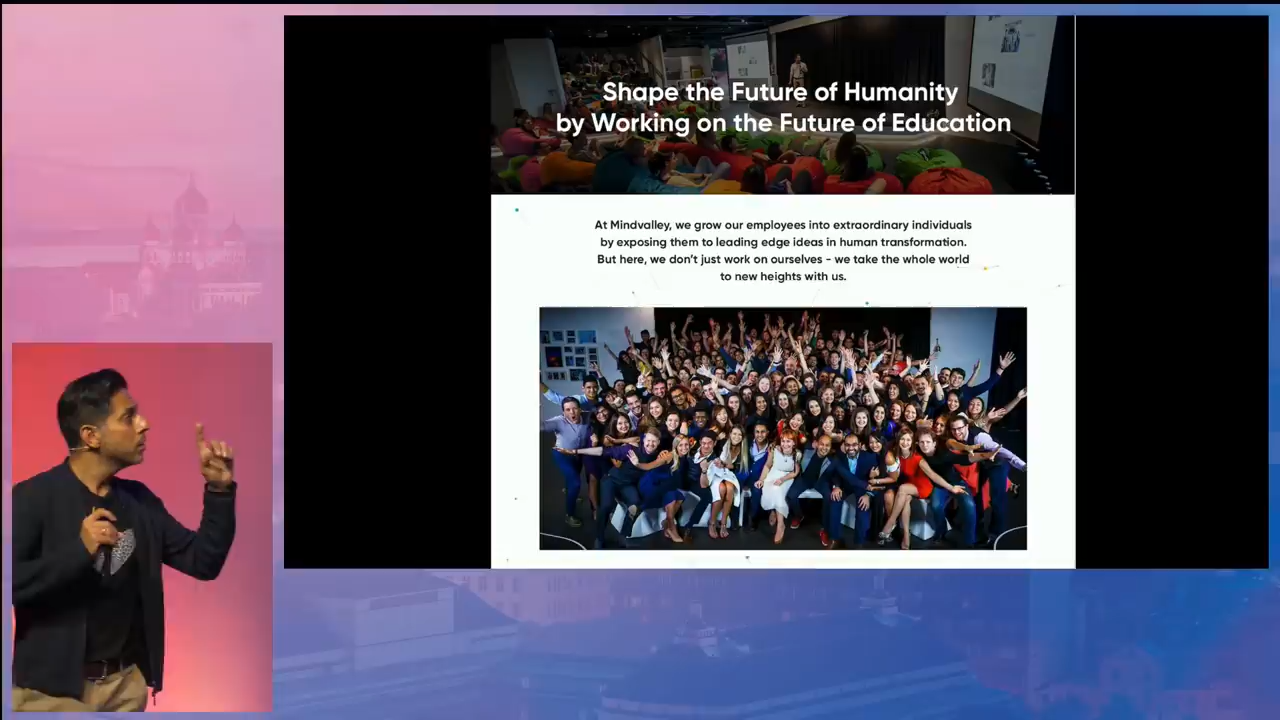 Shape the Future of Humanity
by Working on the Future of Education
At Mindvalley, we grow our employees into extraordinary individuals
by exposing them to leading edge ideas in human transformation.
But here, we don't just work on ourselves - we take the whole world
to new heights with us.